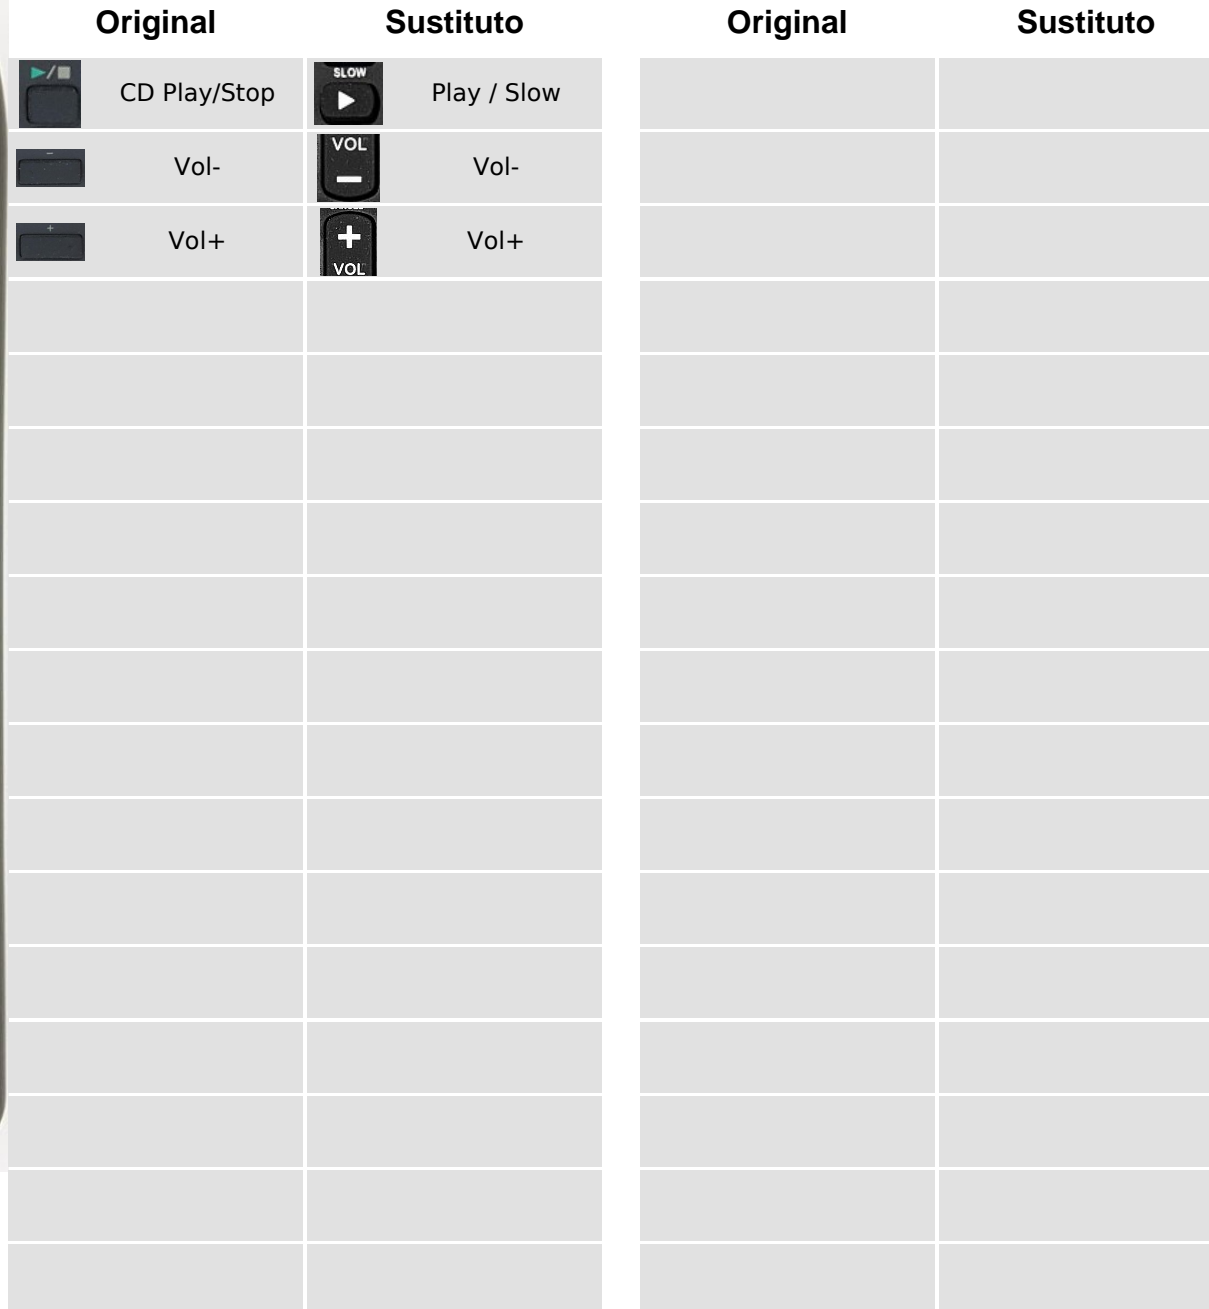 Original Sustituto Original Sustituto
CD Play/Stop SLOW Play / Slow
Vol- VOL Vol-
Vol+ + VOL Vol+